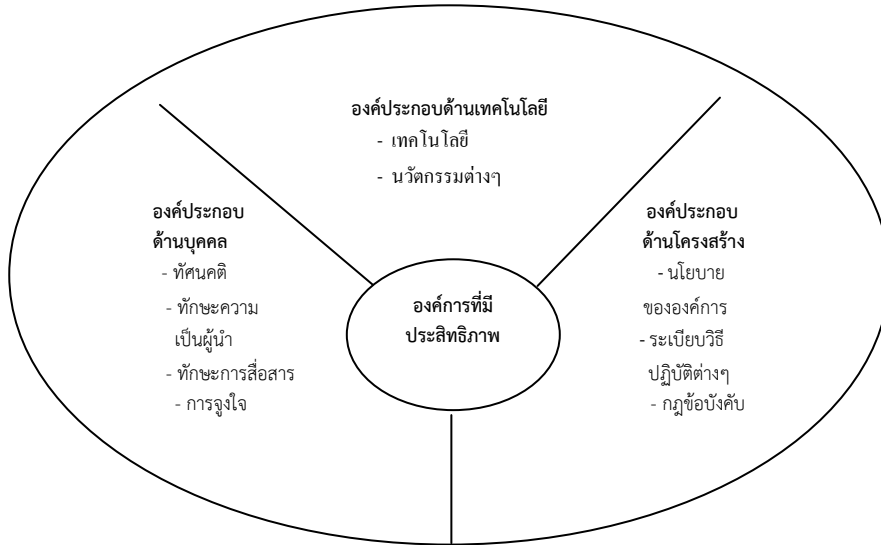 องค์ประกอบด้านเทคโนโลยี
- เทคโนโลยี
- นวัตกรรมต่างๆ
องค์ประกอบ
ด้านบุคคล
- ทัศนคติ
- ทักษะความ
เป็นผู้นำ
- ทักษะการสื่อสาร
- การจูงใจ
องค์การที่มี
ประสิทธิภาพ
องค์ประกอบ
ด้านโครงสร้าง
- นโยบาย
ขององค์การ
- ระเบียบวิธี
ปฏิบัติต่างๆ
- กฎข้อบังคับ